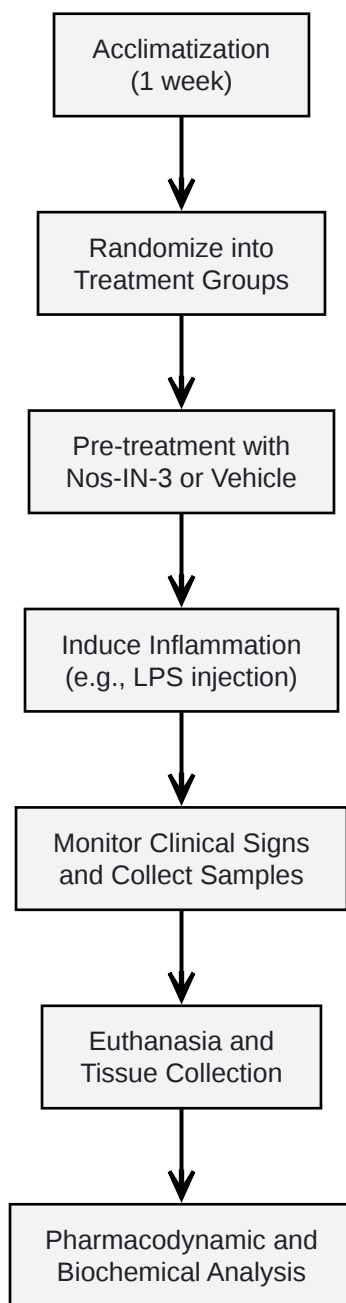 Acclimatization
(1 week)
Randomize into
Treatment Groups
Pre-treatment with
Nos-IN-3 or Vehicle
Induce Inflammation
(e.g., LPS injection)
Monitor Clinical Signs
and Collect Samples
Euthanasia and
Tissue Collection
Pharmacodynamic and
Biochemical Analysis